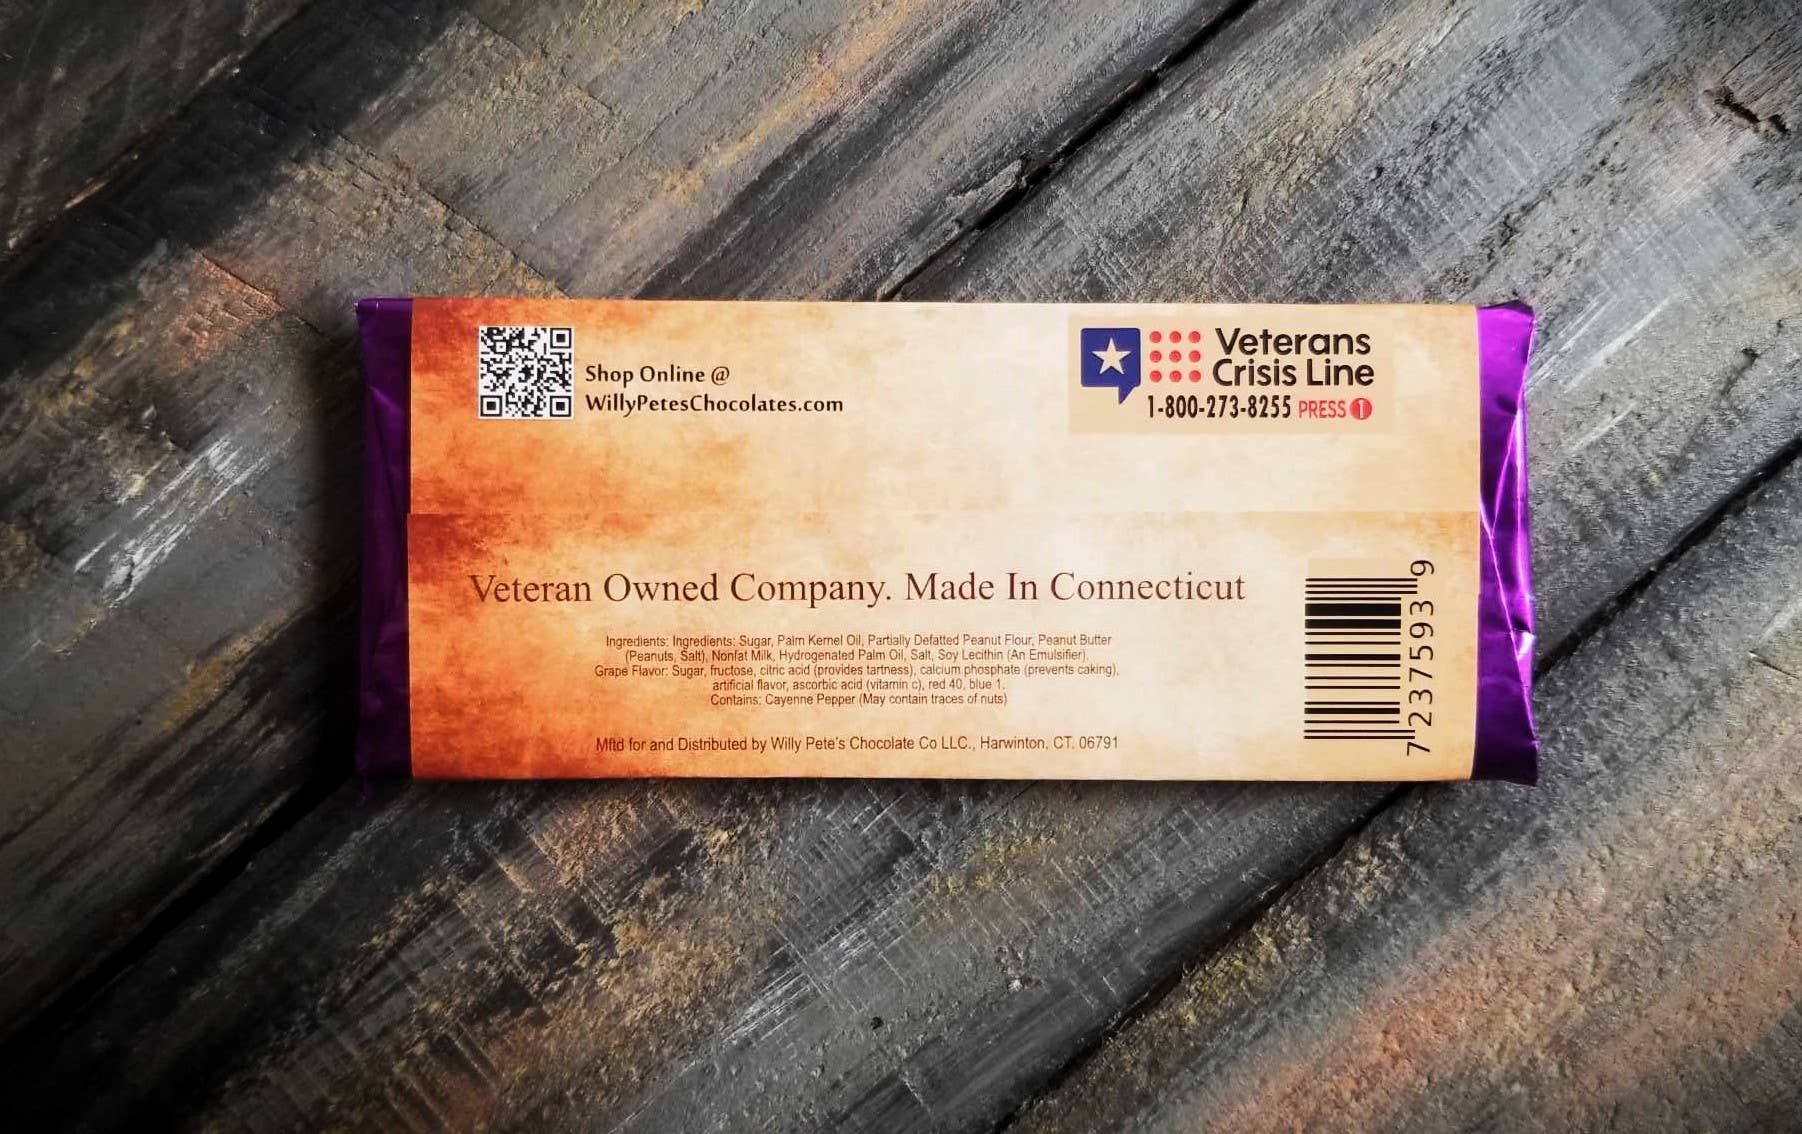 Shop Online @
WillyPetesChocolates.com
Veterans
Crisis Line
1-800-273-8255 PRESS 1
Veteran Owned Company. Made In Connecticut
Ingredients: Ingredients: Sugar, Palm Kernel Oil, Partially Defatted Peanut Flour, Peanut Butter
(Peanuts, Salt), Nonfat Milk, Hydrogenated Palm Oil, Salt, Soy Lecithin (An Emulsifier).
Grape Flavor: Sugar, fructose, citric acid (provides tartness), calcium phosphate (prevents caking),
artificial flavor, ascorbic acid (vitamin c), red 40, blue 1.
Contains: Cayenne Pepper (May contain traces of nuts)
Mftd for and Distributed by Willy Pete's Chocolate Co LLC., Harwinton, CT. 06791
7 2375939 9